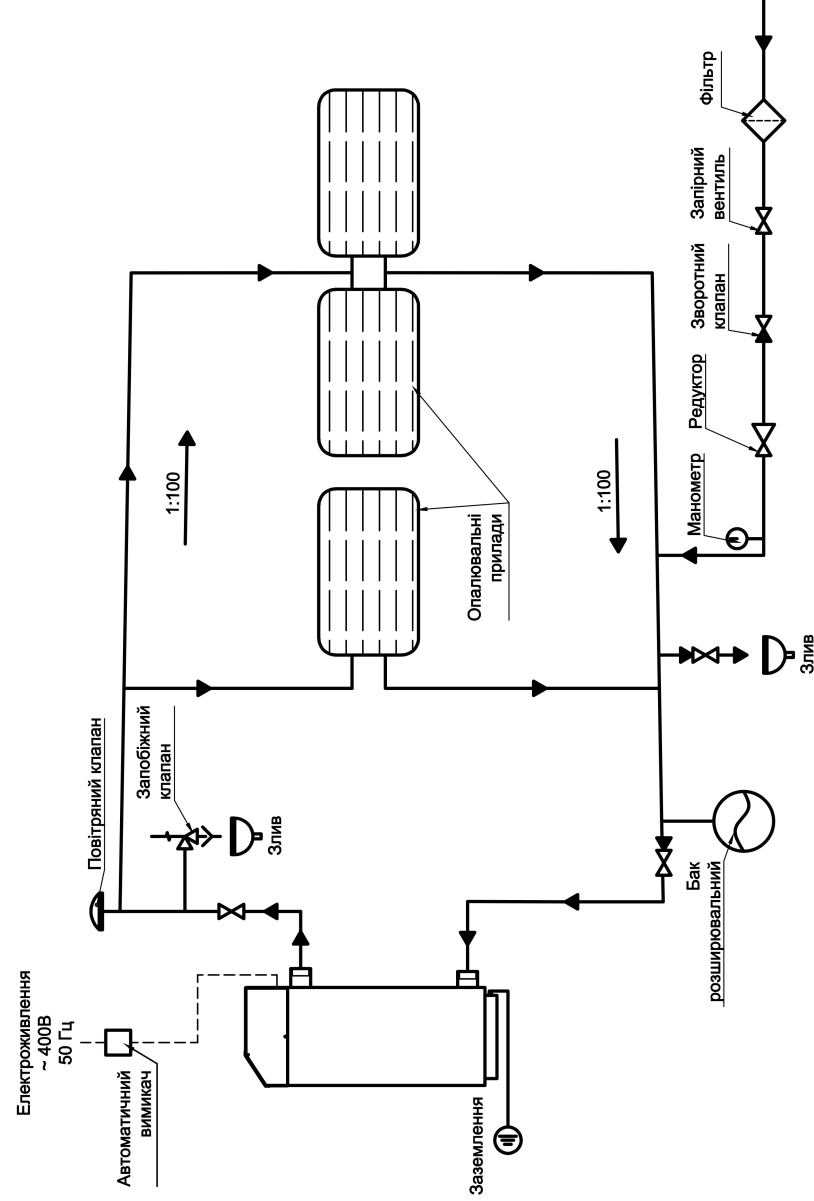 Електроживлення
~ 400В
50 Гц
Автоматичний
вимикач
Повітряний клапан
Запобіжний
клапан
Злив
1:100
Опалювальні
прилади
1:100
Заземлення
Бак
розширювальний
Злив
Манометр
Редуктор
Зворотний
клапан
Запірний
вентиль
Фільтр